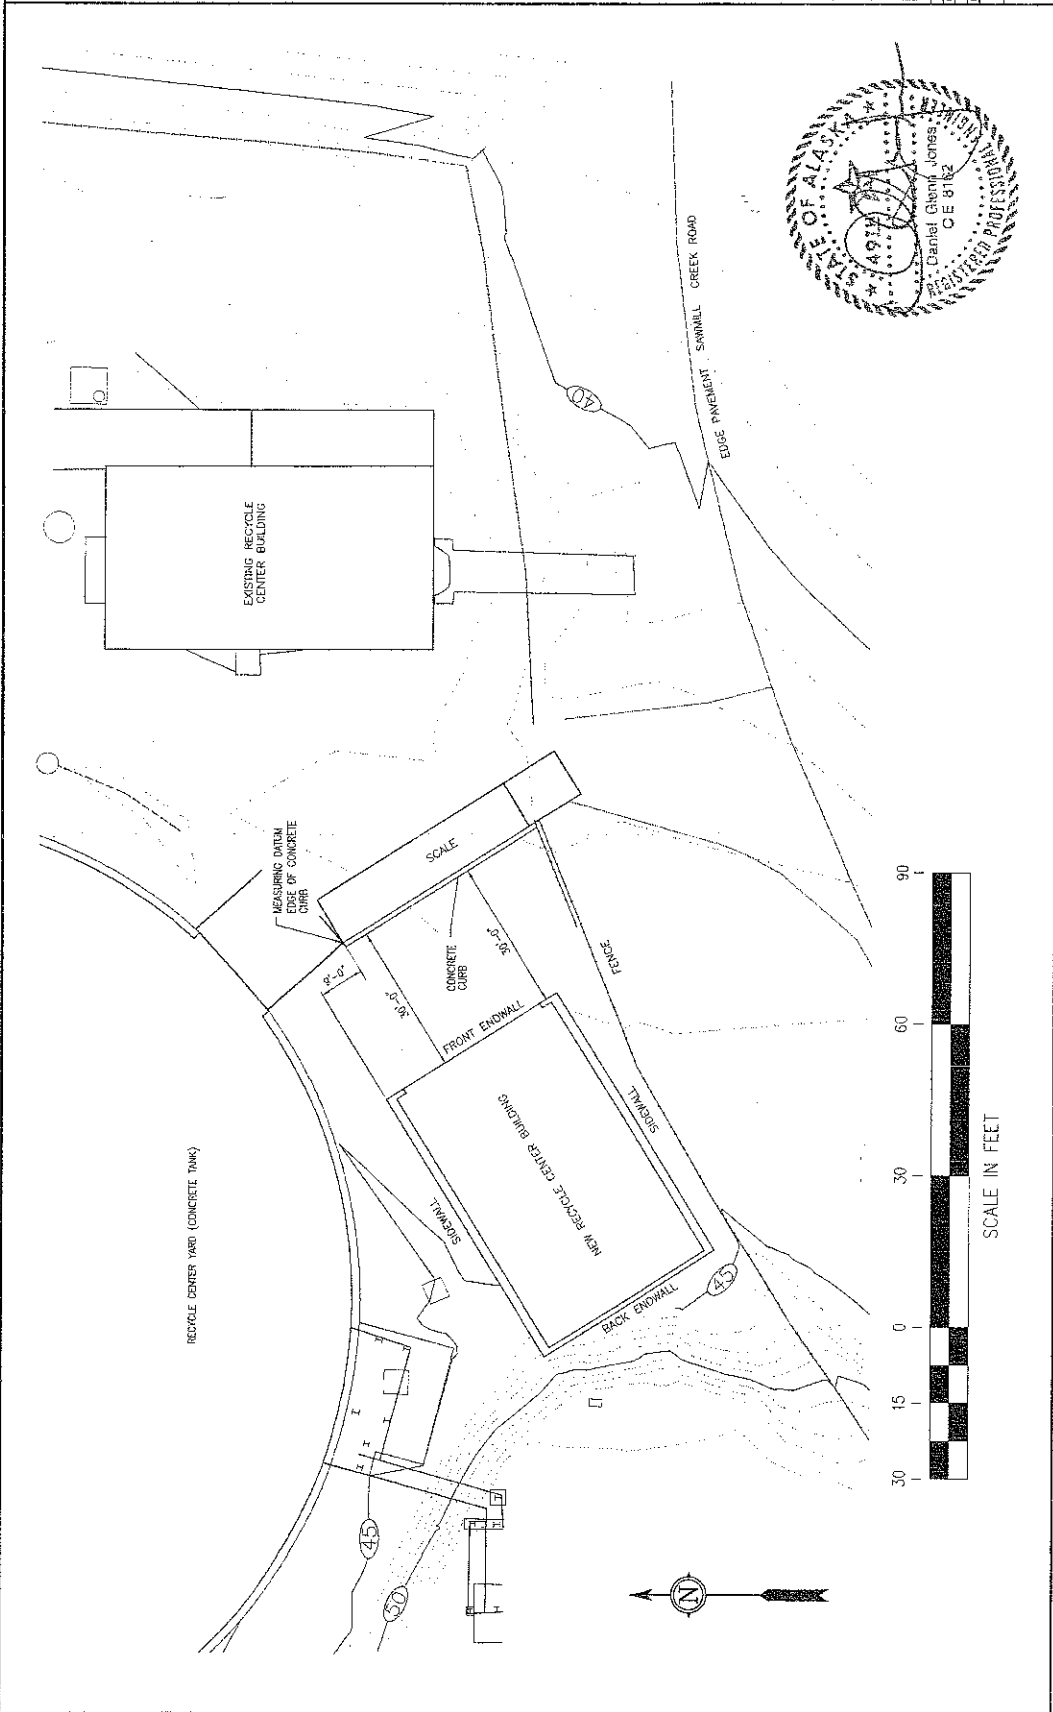 EXISTING RECYCLE
CENTER BUILDING
EDGE PAVEMENT SAWMILL CREEK ROAD
40
MEASURING DATUM
EDGE OF CONCRETE
CURB
SCALE
CONCRETE
CURB
8'-0"
30'-0"
30'-0"
FRONT ENDWALL
FENCE
SIDEWALL
SIDEWALL
NEW RECYCLE CENTER BUILDING
BACK ENDWALL
RECYCLE CENTER YARD (CONCRETE TANK)
45
45
50
N
30 15 0 30 60 90
SCALE IN FEET
STATE OF ALASKA
49TH
Daniel Glenn Jones
CE 8162
REGISTERED PROFESSIONAL ENGINEER